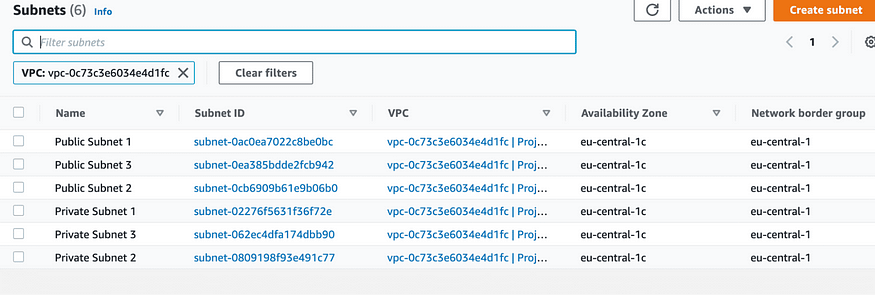 Subnets (6) Info Actions Create subnet
Filter subnets 1
VPC: vpc-0c73c3e6034e4d1fc Clear filters
Name Subnet ID VPC Availability Zone Network border group
Public Subnet 1 subnet-0ac0ea7022c8be0bc vpc-0c73c3e6034e4d1fc | Proj... eu-central-1c eu-central-1
Public Subnet 3 subnet-0ea385bdde2fcb942 vpc-0c73c3e6034e4d1fc | Proj... eu-central-1c eu-central-1
Public Subnet 2 subnet-0cb6909b61e9b06b0 vpc-0c73c3e6034e4d1fc | Proj... eu-central-1c eu-central-1
Private Subnet 1 subnet-02276f5631f36f72e vpc-0c73c3e6034e4d1fc | Proj... eu-central-1c eu-central-1
Private Subnet 3 subnet-062ec4dfa174dbb90 vpc-0c73c3e6034e4d1fc | Proj... eu-central-1c eu-central-1
Private Subnet 2 subnet-0809198f93e491c77 vpc-0c73c3e6034e4d1fc | Proj... eu-central-1c eu-central-1